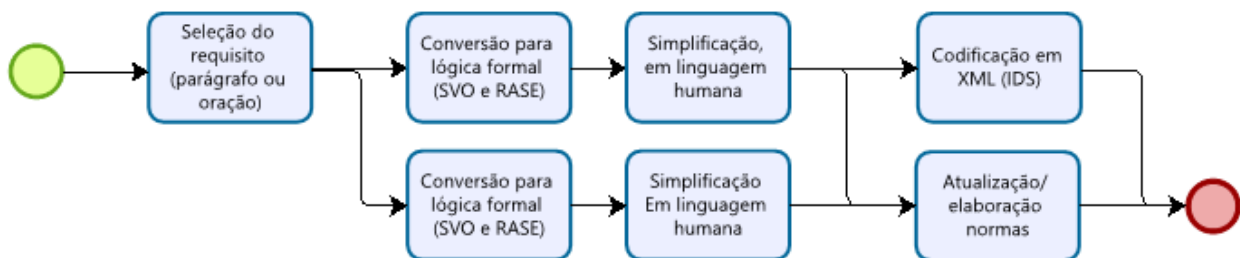 Seleção do
requisito
(parágrafo ou
oração)
Conversão para
lógica formal
(SVO e RASE)
Simplificação,
em linguagem
humana
Codificação em
XML (IDS)
Conversão para
lógica formal
(SVO e RASE)
Simplificação
Em linguagem
humana
Atualização/
elaboração
normas